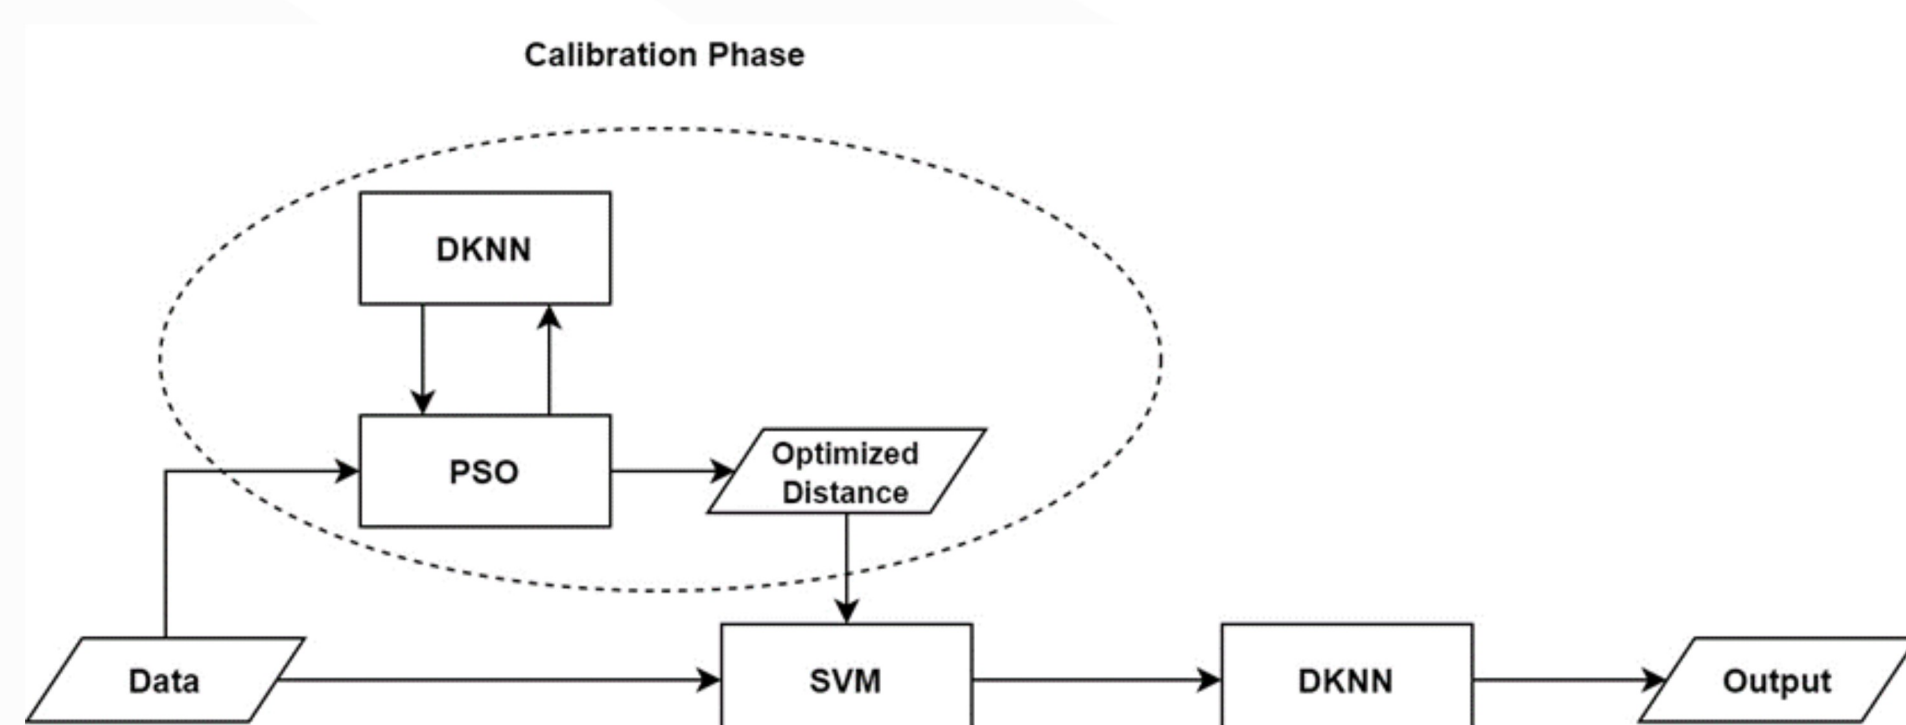 Calibration Phase
DKNN
PSO
Optimized
Distance
Data
SVM
DKNN
Output